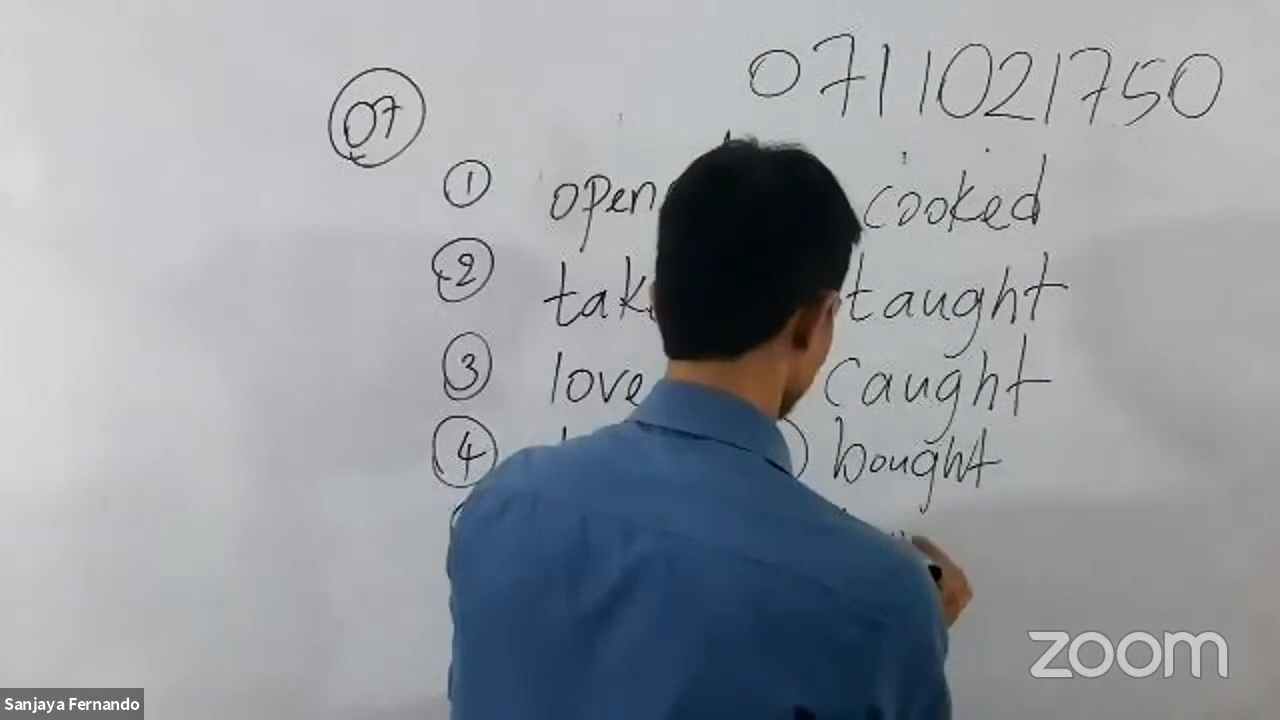 0711021750
07
1 open cooked
2 tak taught
3 love caught
4 bought
zoom
Sanjaya Fernando